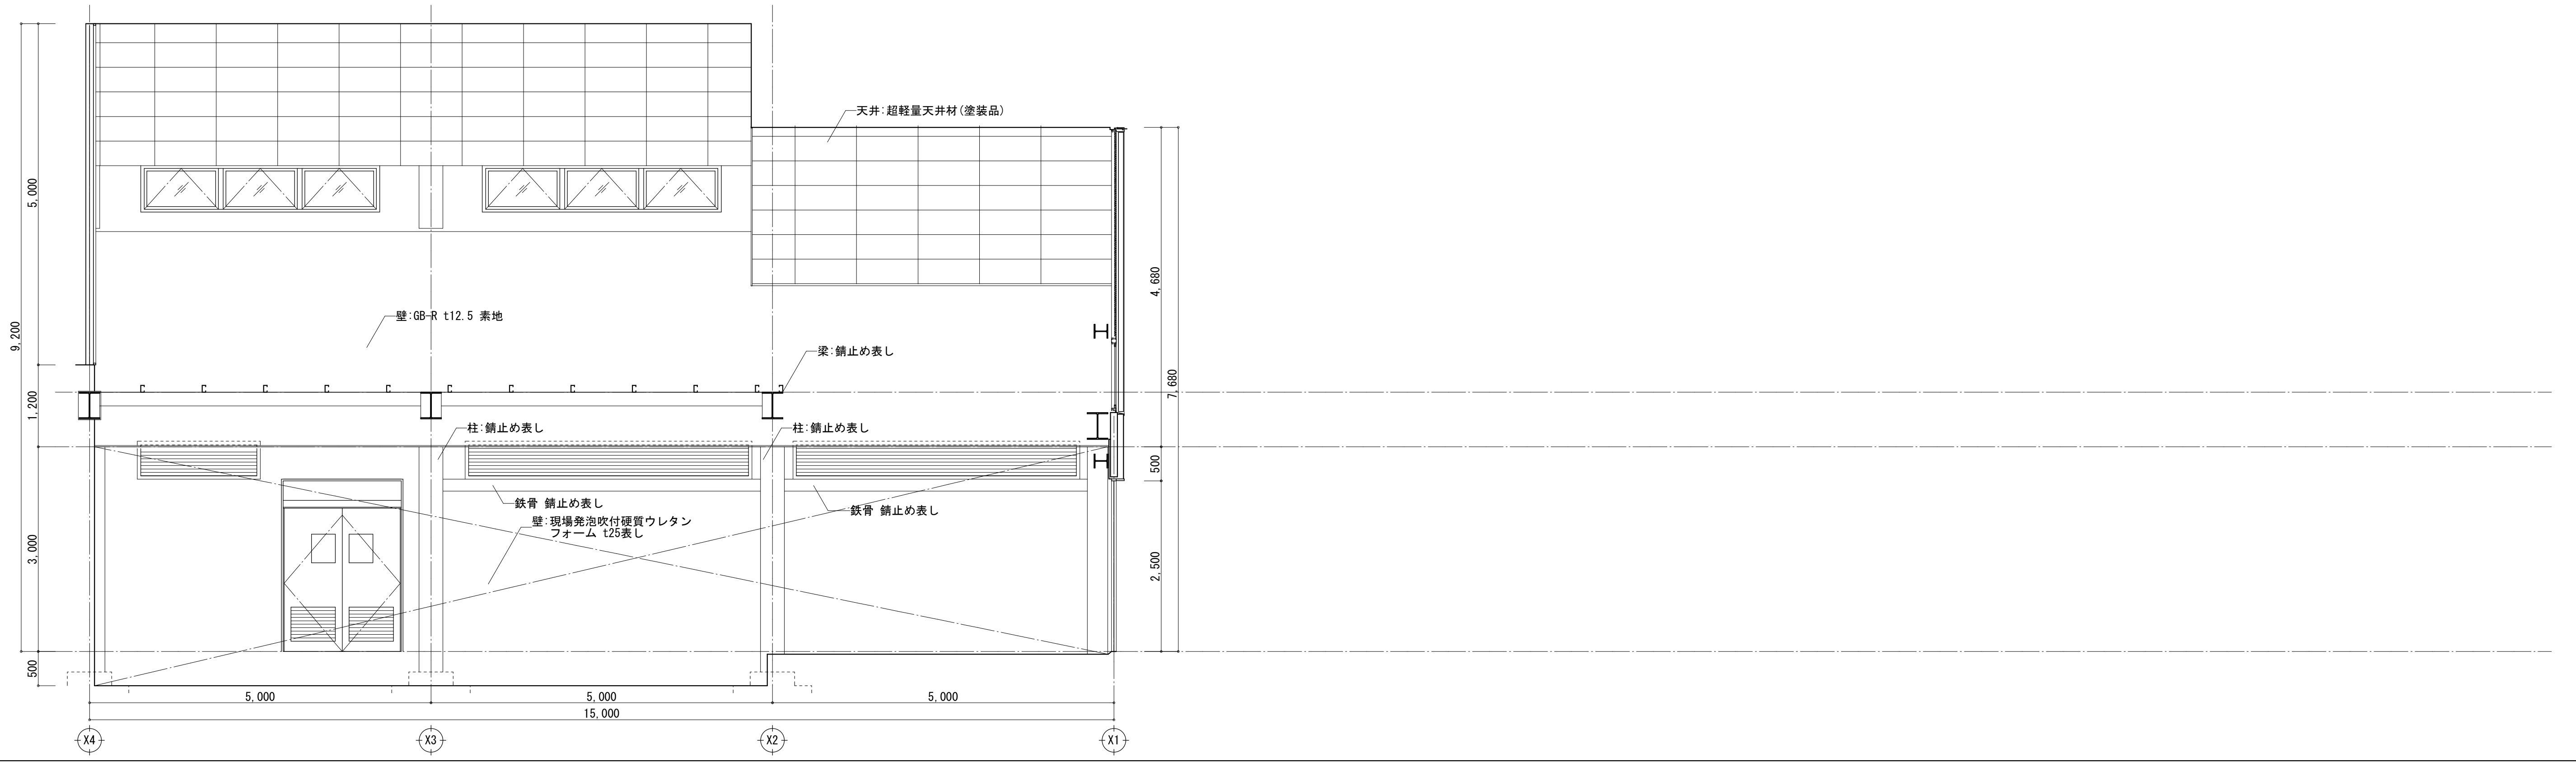 天井:超軽量天井材(塗装品)
5,000
4,680
壁:GB-R t12.5 素地
9,200
梁:錆止め表し
7,680
1,200
柱:錆止め表し
柱:錆止め表し
500
鉄骨 錆止め表し
鉄骨 錆止め表し
壁:現場発泡吹付硬質ウレタン
フォーム t25表し
3,000
2,500
500
5,000
5,000
5,000
15,000
X4
X3
X2
X1